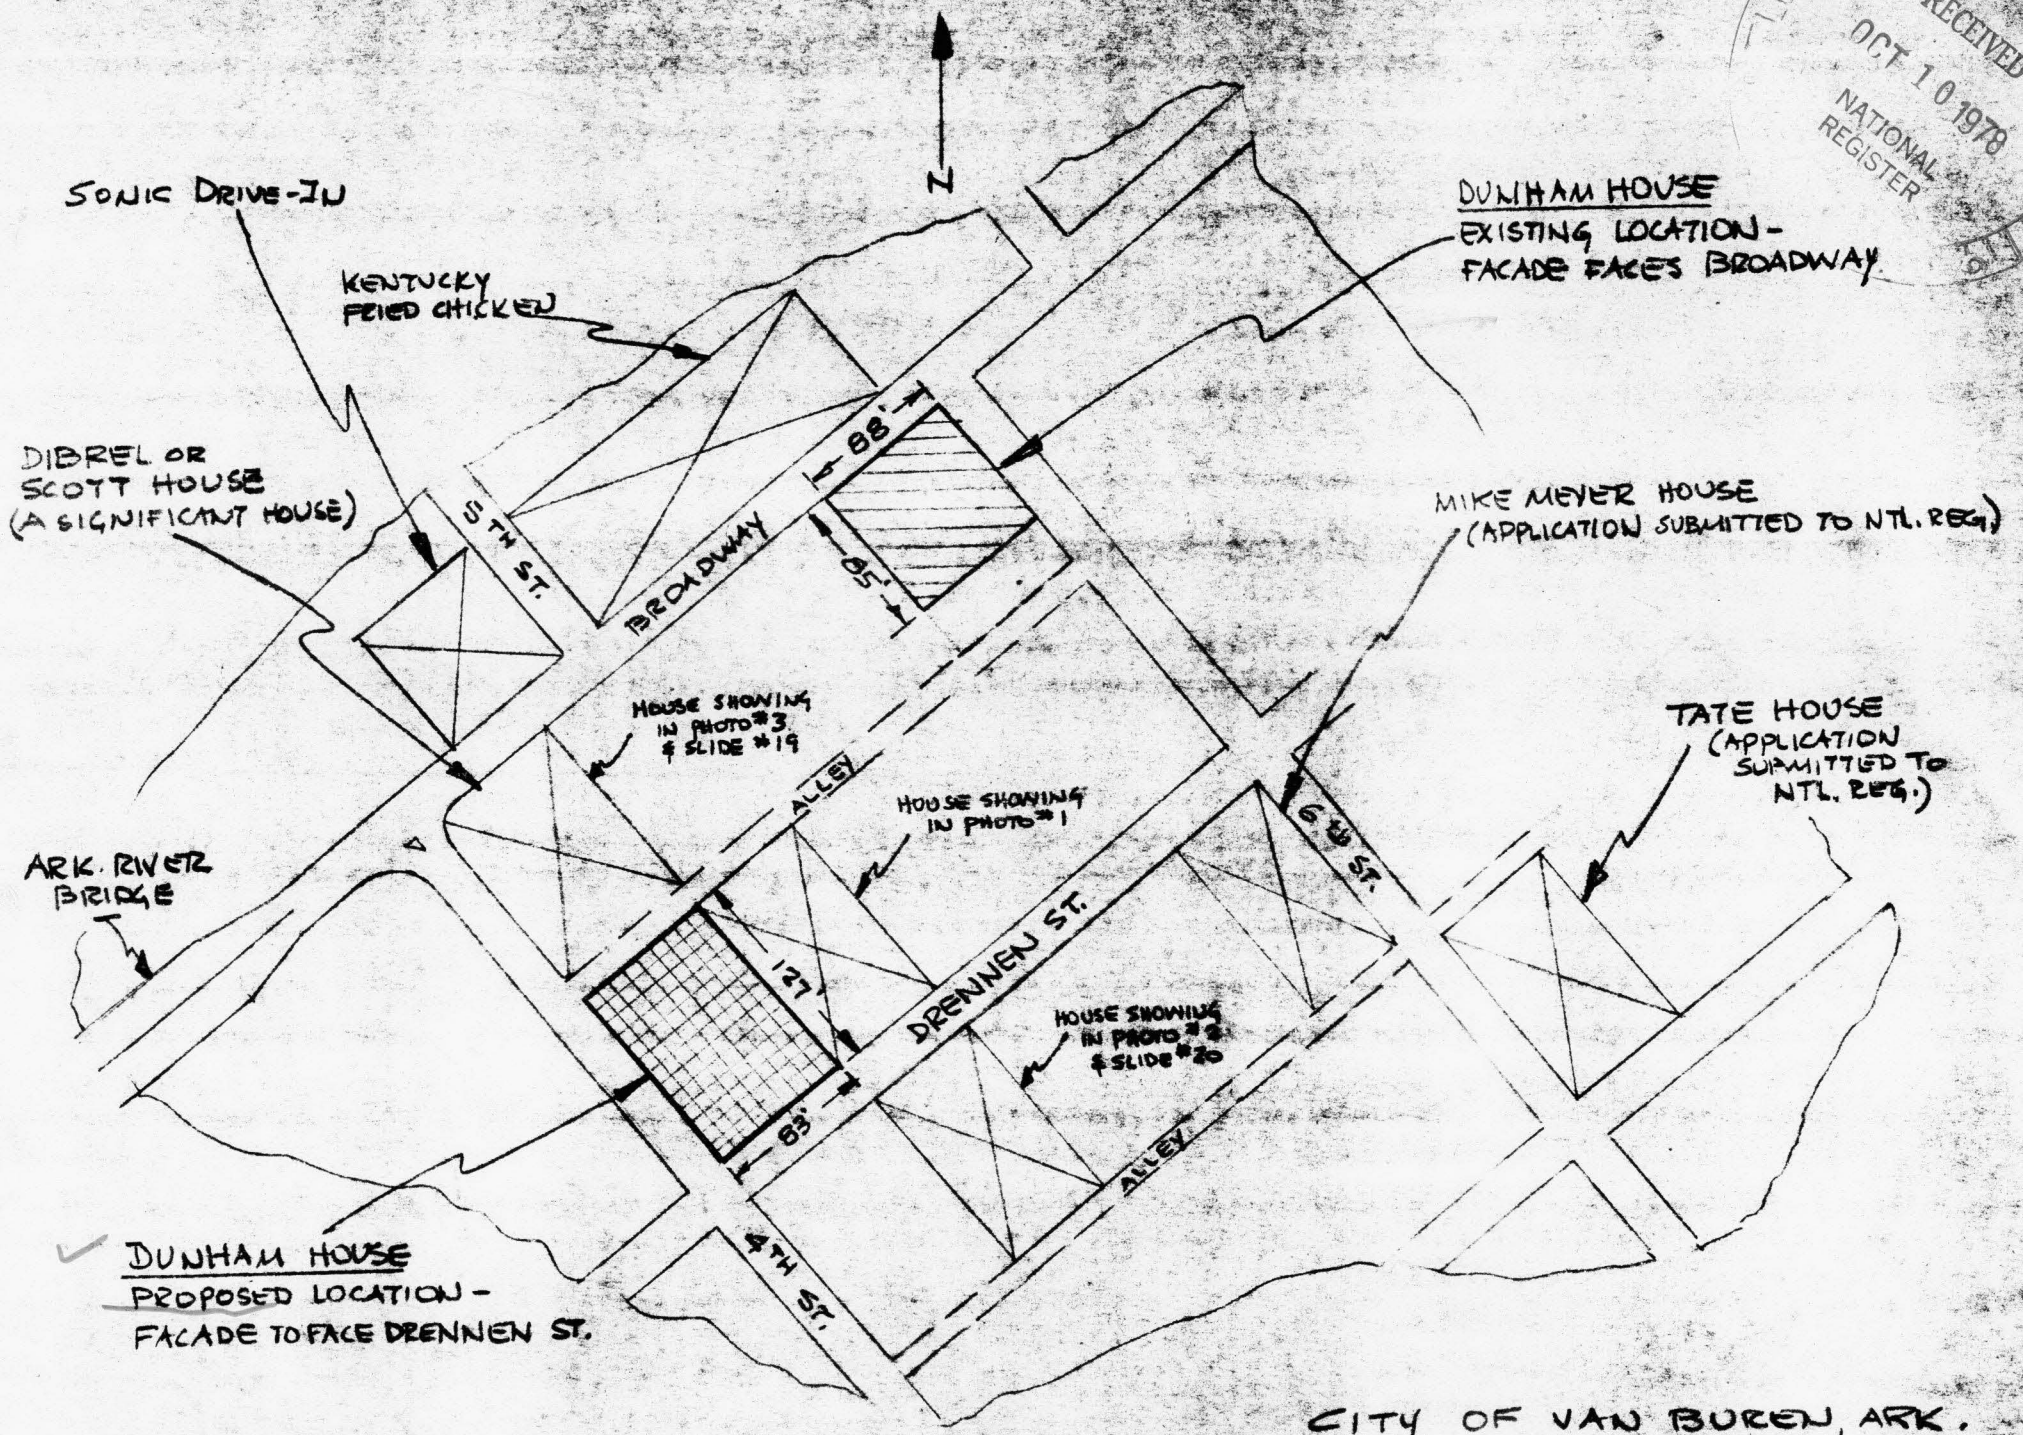 RECEIVED
OCT 10 1978
NATIONAL
REGISTER
N
SONIC DRIVE-IN
KENTUCKY
FRIED CHICKEN
DUNHAM HOUSE
EXISTING LOCATION-
FACADE FACES BROADWAY
DIBREL OR
SCOTT HOUSE
(A SIGNIFICANT HOUSE)
88'
85'
5TH ST.
BROADWAY
MIKE MEYER HOUSE
(APPLICATION SUBMITTED TO NTL. REG.)
HOUSE SHOWING
IN PHOTO #3
& SLIDE #19
ALLEY
HOUSE SHOWING
IN PHOTO #1
6TH ST.
TATE HOUSE
(APPLICATION
SUBMITTED TO
NTL. REG.)
ARK. RIVER
BRIDGE
127'
DRENNEN ST.
HOUSE SHOWING
IN PHOTO #2
& SLIDE #20
83'
ALLEY
4TH ST.
DUNHAM HOUSE
PROPOSED LOCATION-
FACADE TO FACE DRENNEN ST.
CITY OF VAN BUREN, ARK.